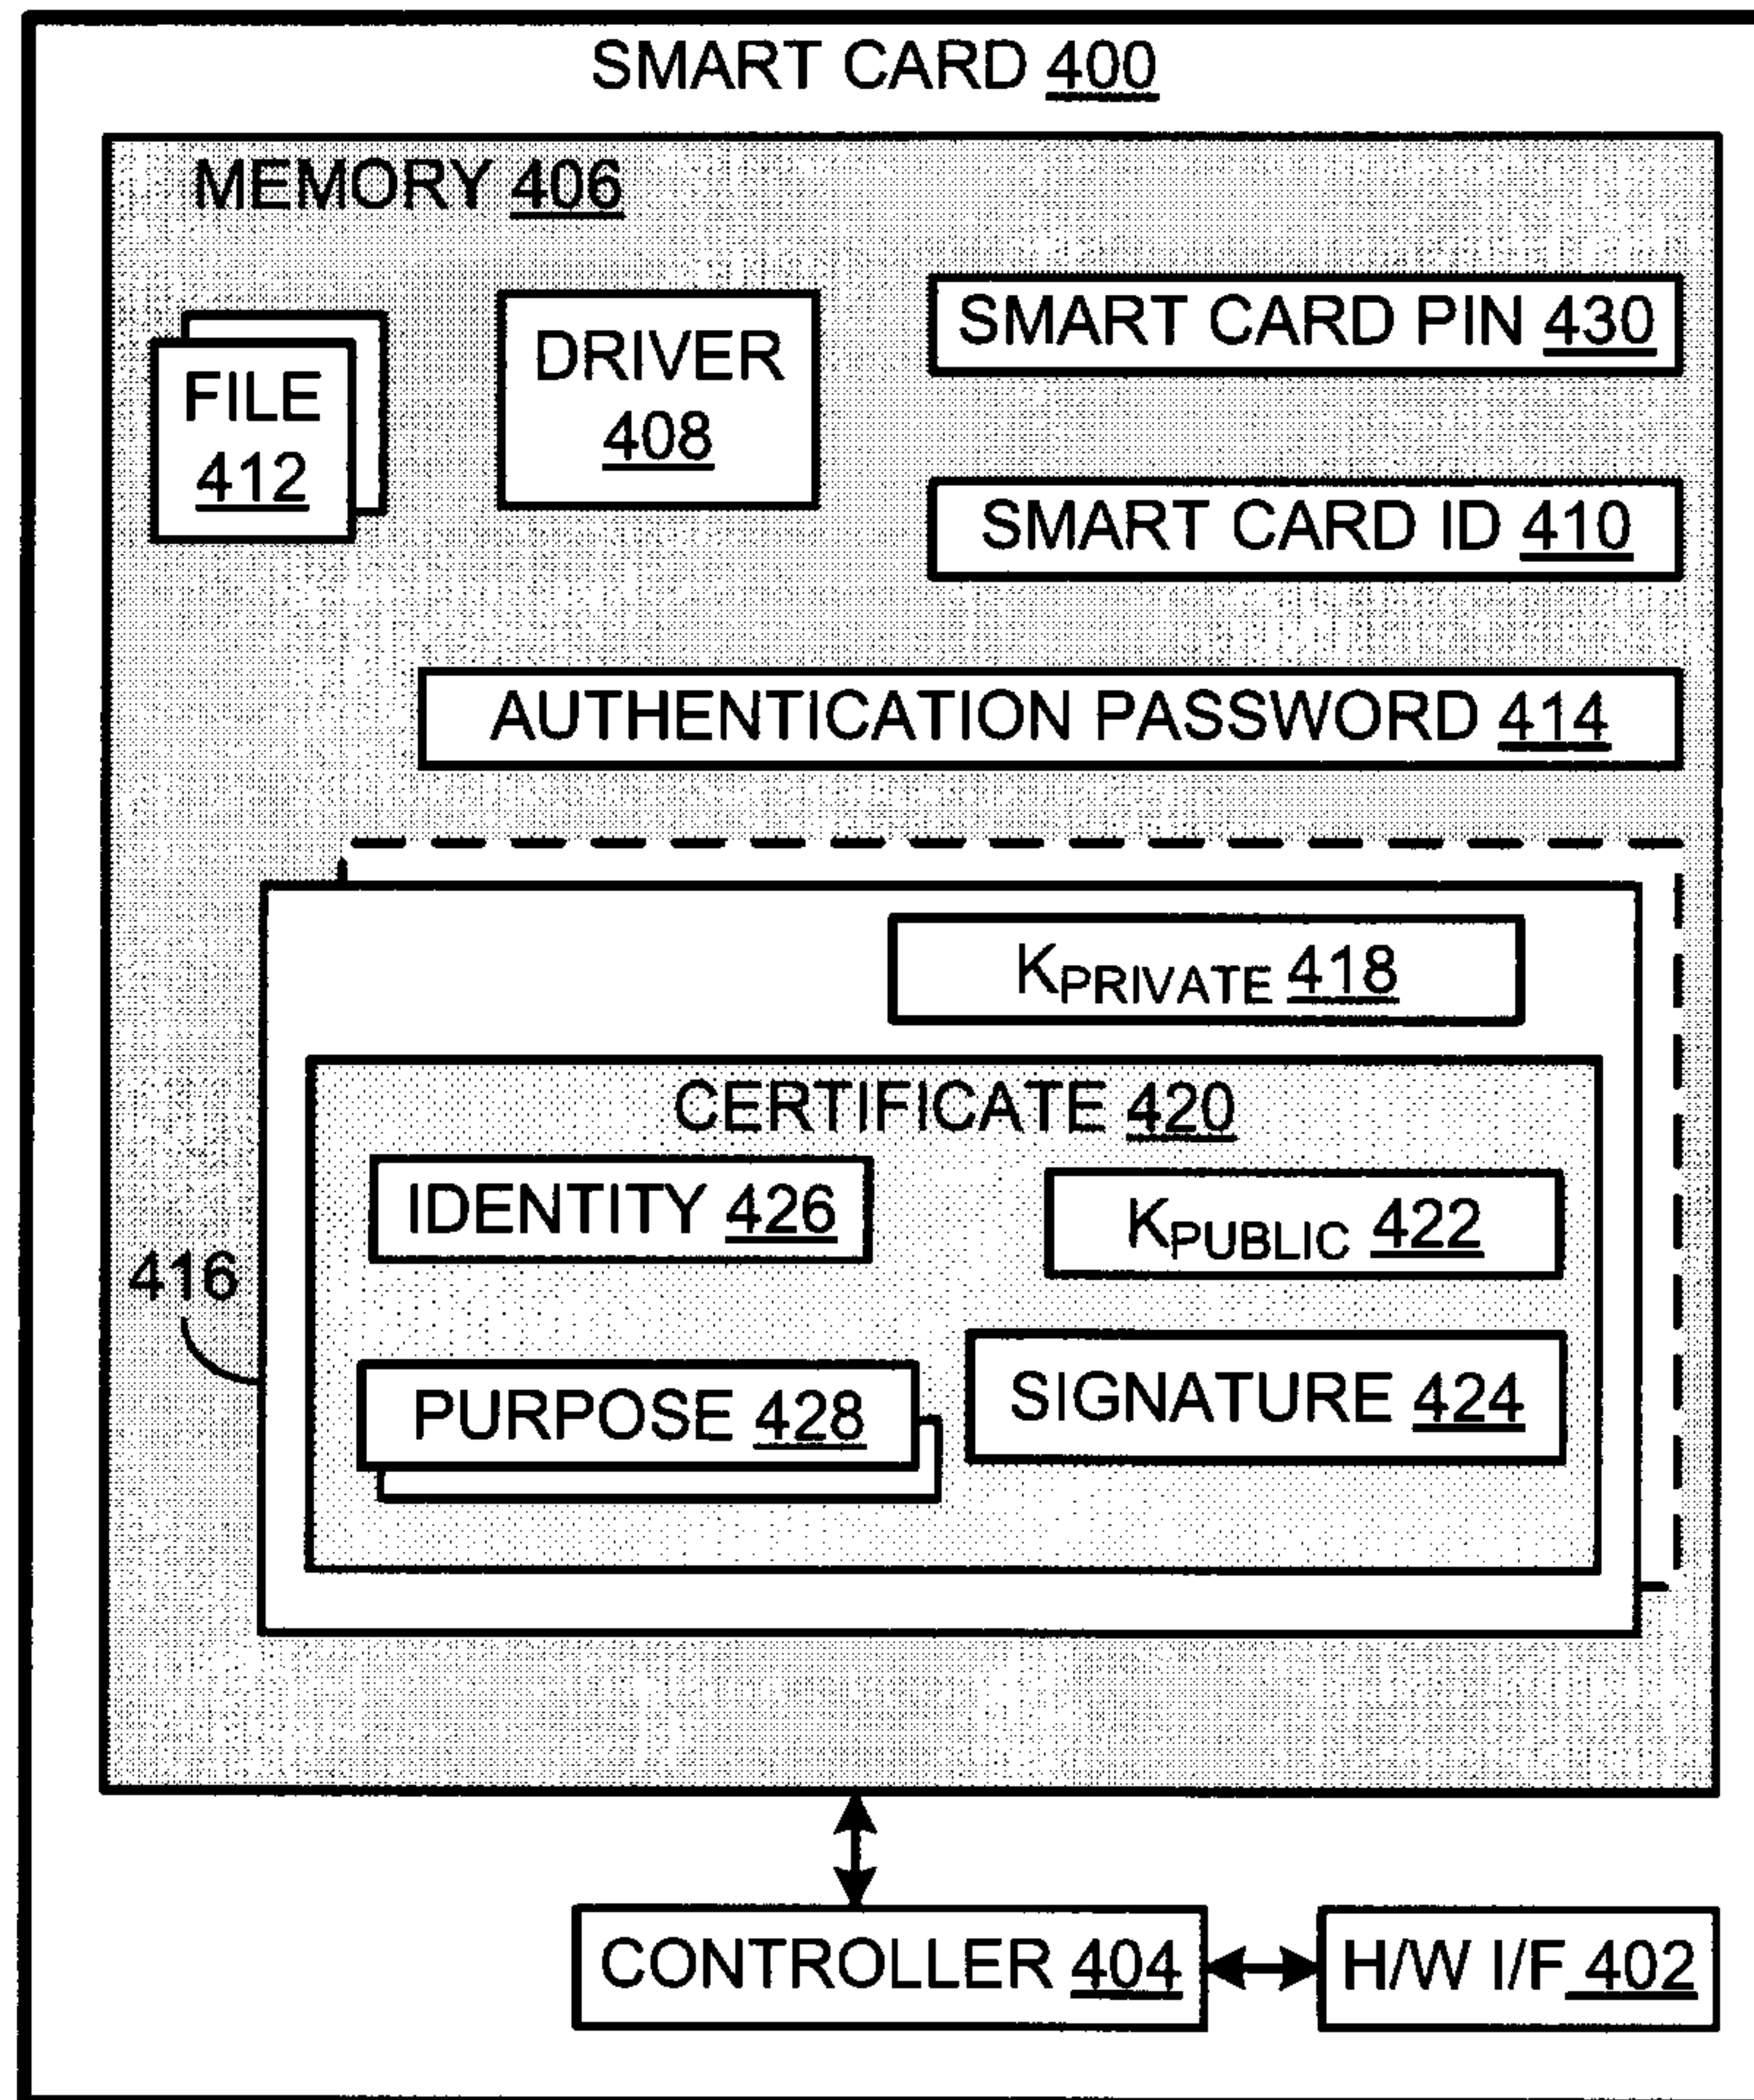 SMART CARD 400
MEMORY 406
SMART CARD PIN 430
DRIVER
408
FILE
412
SMART CARD ID 410
AUTHENTICATION PASSWORD 414
KPRIVATE 418
CERTIFICATE 420
IDENTITY 426
KPUBLIC 422
416
PURPOSE 428
SIGNATURE 424
CONTROLLER 404
H/W I/F 402